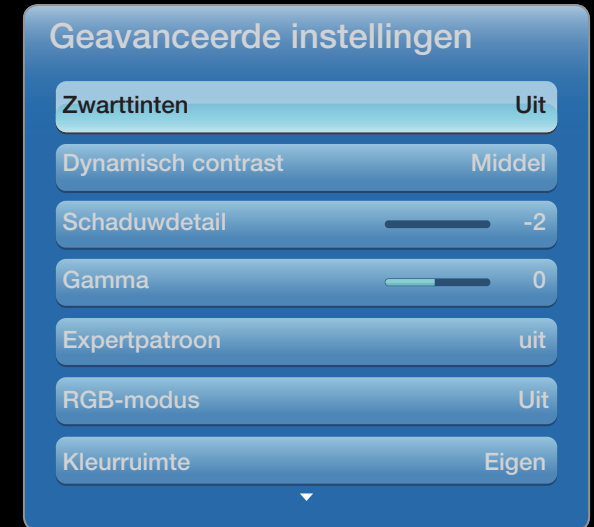 Geavanceerde instellingen
Zwarttinten Uit
Dynamisch contrast Middel
Schaduwdetail -2
Gamma 0
Expertpatroon uit
RGB-modus Uit
Kleurruimte Eigen